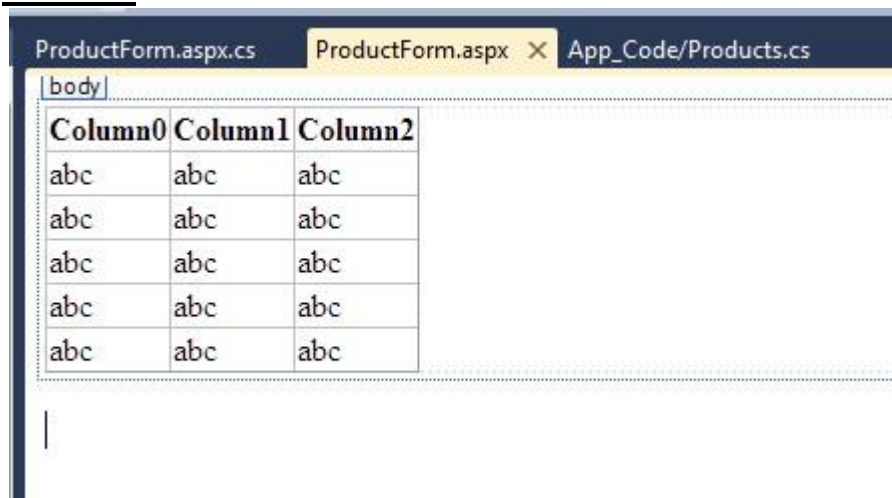 ProductForm.aspx.cs ProductForm.aspx App_Code/Products.cs
body
Column0 Column1 Column2
abc abc abc
abc abc abc
abc abc abc
abc abc abc
abc abc abc